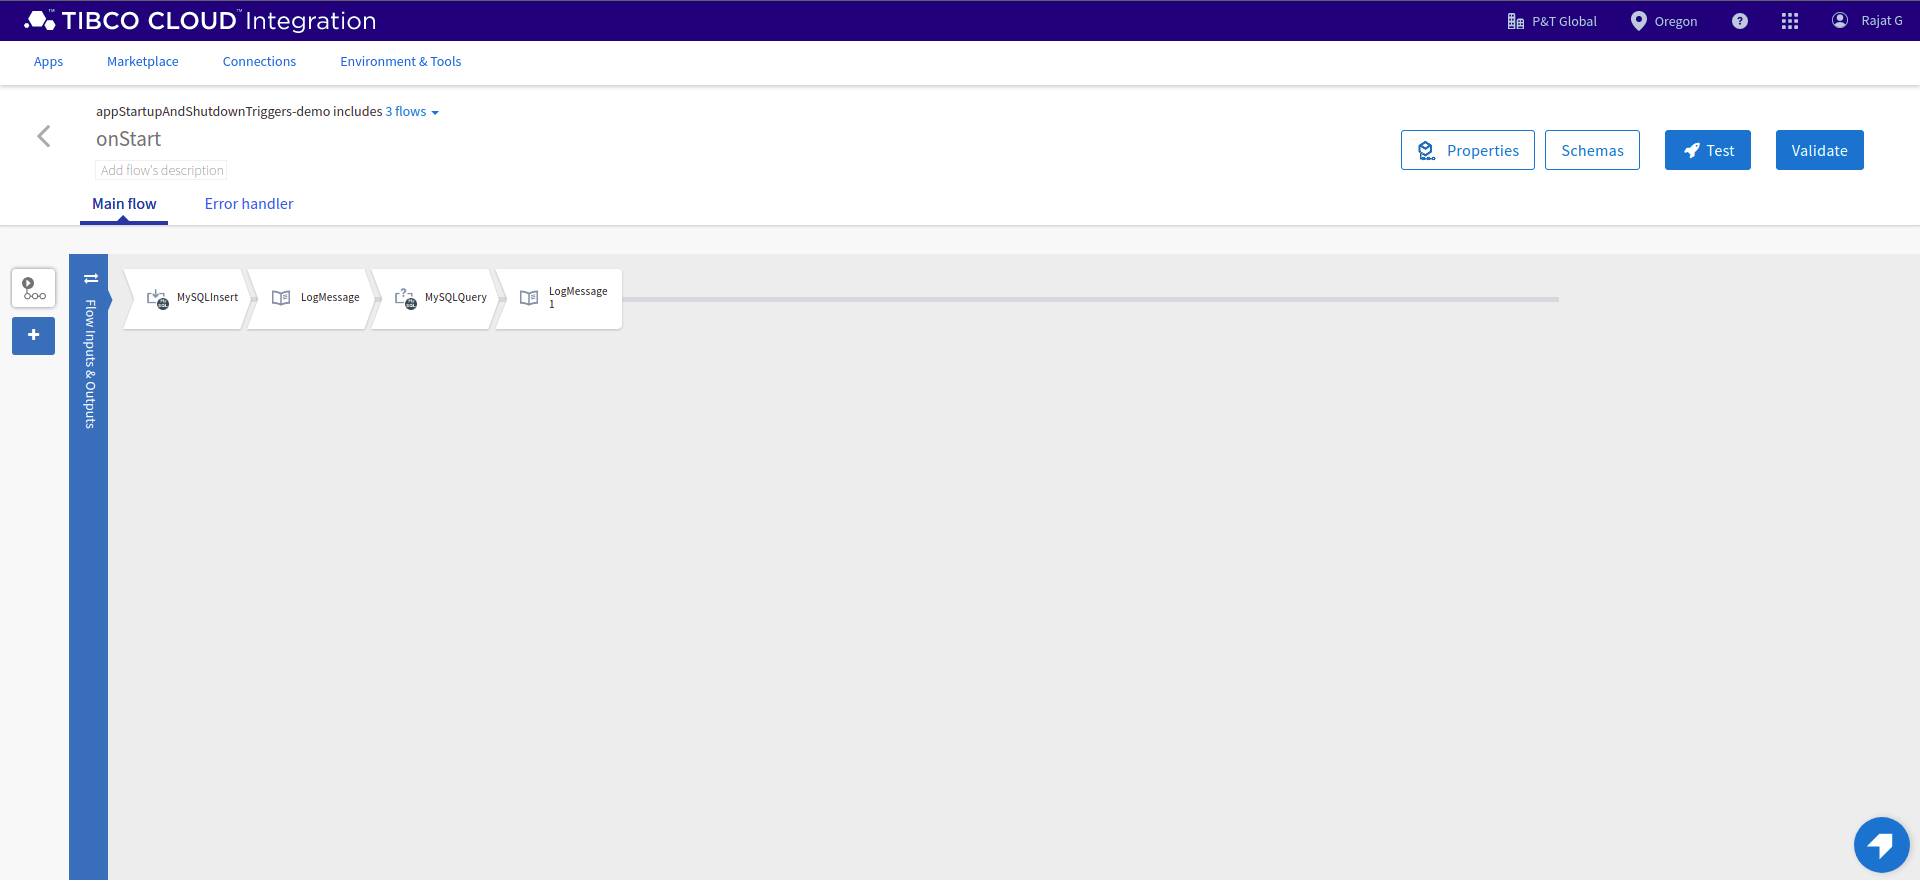 TIBCO CLOUD™ Integration
P&T Global
Oregon
?
Rajat G
Apps
Marketplace
Connections
Environment & Tools
appStartupAndShutdownTriggers-demo includes 3 flows
onStart
Add flow's description
Properties
Schemas
Test
Validate
Main flow
Error handler
+
Flow Inputs & Outputs
MySQLInsert
LogMessage
MySQLQuery
LogMessage
1